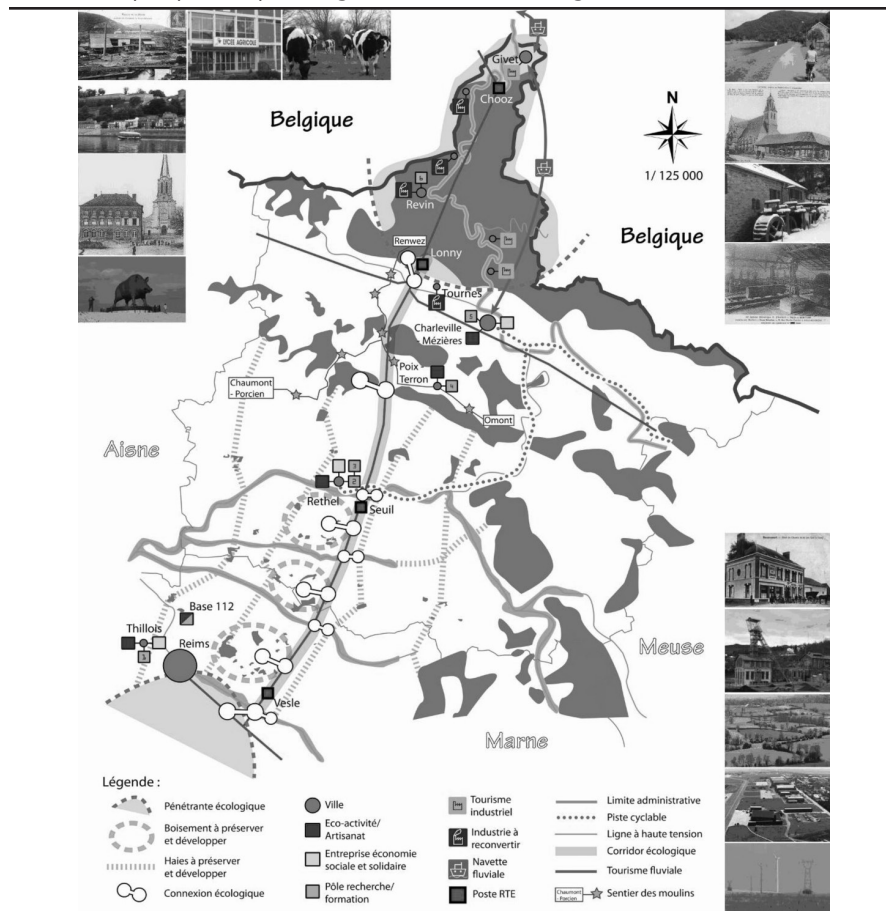 LYCEE AGRICOLE
Givet
Chooz
Belgique
N
1/ 125 000
Revin
Belgique
Renwez
Lonny
Tournes
Charleville
- Mézières
Poix
Terron
Chaumont
- Porcien
Omont
Aisne
Rethel
Seuil
Base 112
Thillois
Reims
Meuse
Vesle
Marne
Légende :
Pénétrante écologique
Boisement à préserver
et développer
Haies à préserver
et développer
Connexion écologique
Ville
Eco-activité/
Artisanat
Entreprise économie
sociale et solidaire
Pôle recherche/
formation
Tourisme
industriel
Industrie à
reconvertir
Navette
fluviale
Poste RTE
Limite administrative
Piste cyclable
Ligne à haute tension
Corridor écologique
Tourisme fluviale
Chaumont
- Porcien
Sentier des moulins